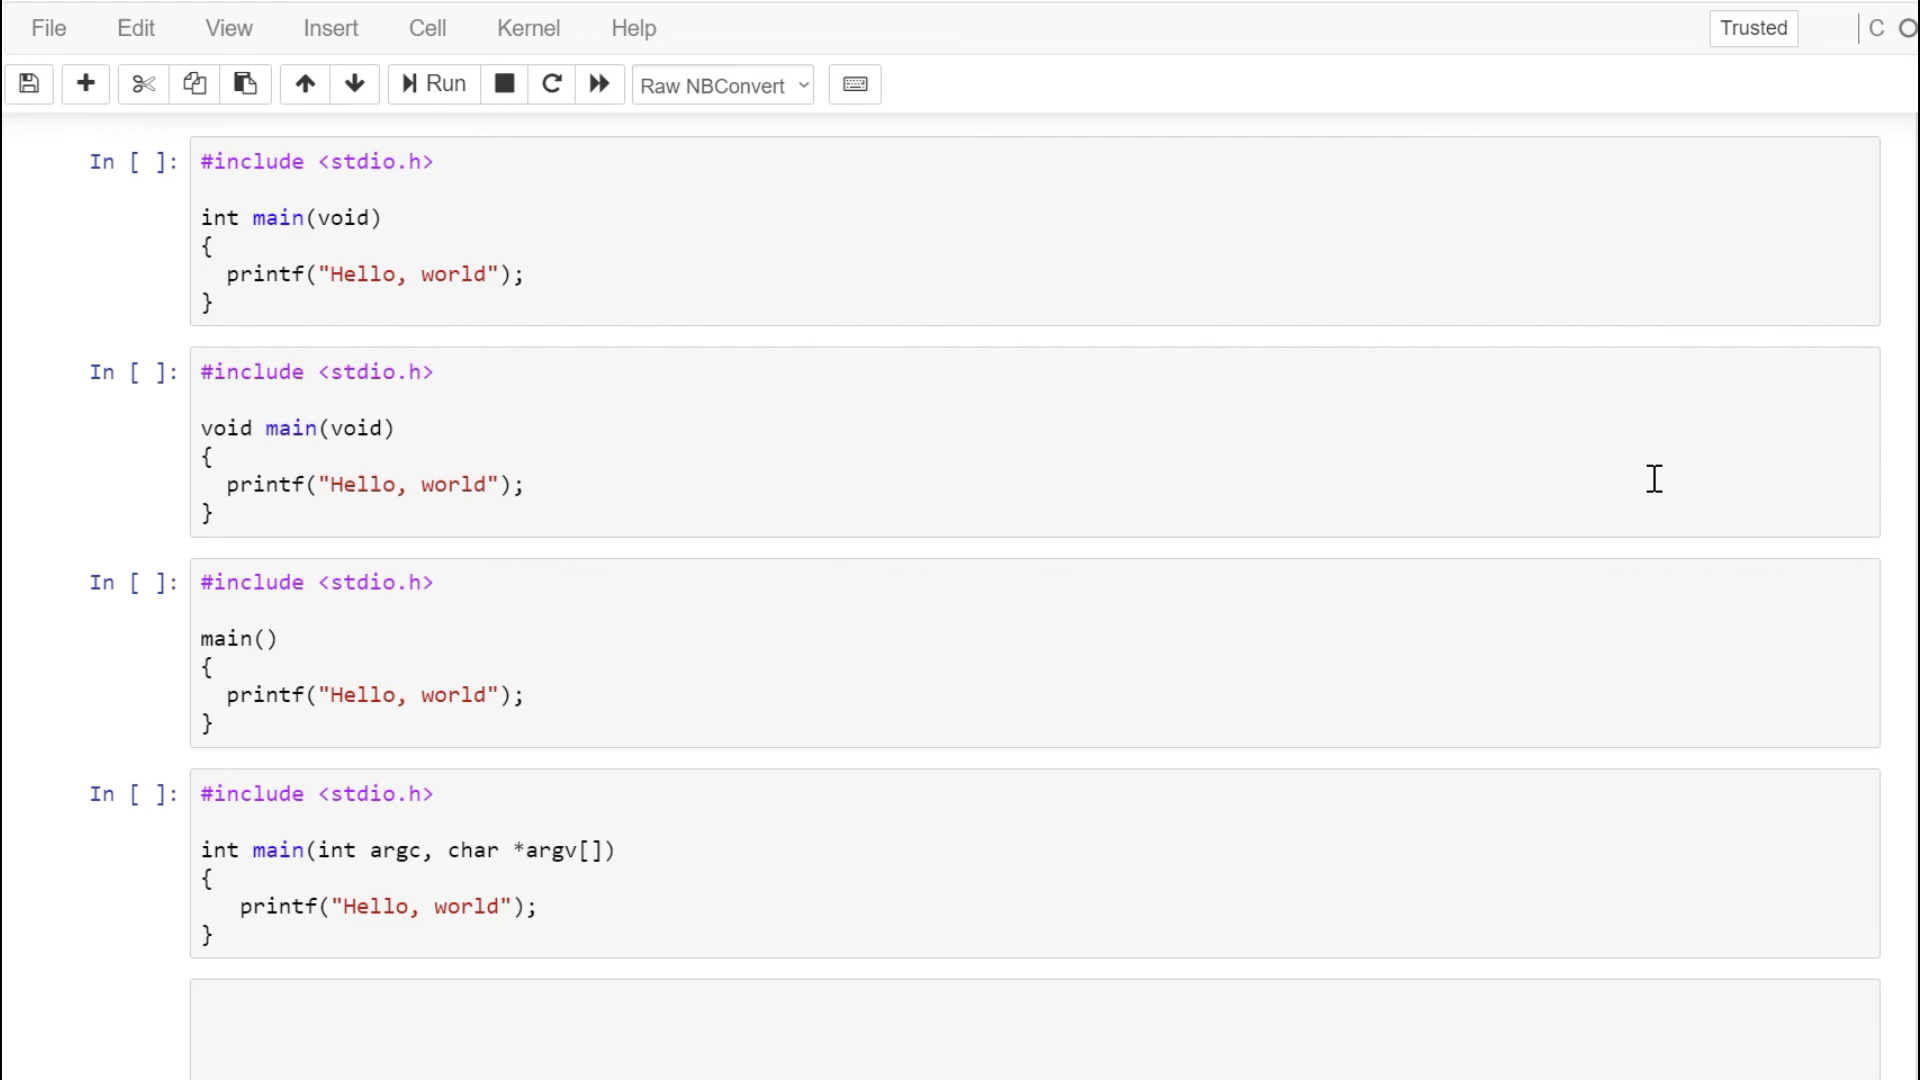 File Edit View Insert Cell Kernel Help Trusted C
Run Raw NBConvert
In [ ]: #include <stdio.h>
int main(void)
{
printf("Hello, world");
}
In [ ]: #include <stdio.h>
void main(void)
{
printf("Hello, world");
}
In [ ]: #include <stdio.h>
main()
{
printf("Hello, world");
}
In [ ]: #include <stdio.h>
int main(int argc, char *argv[])
{
printf("Hello, world");
}